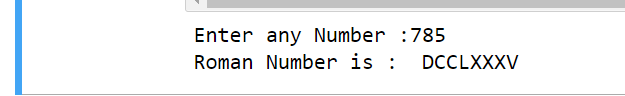 Enter any Number :785
Roman Number is :  DCCLXXXV